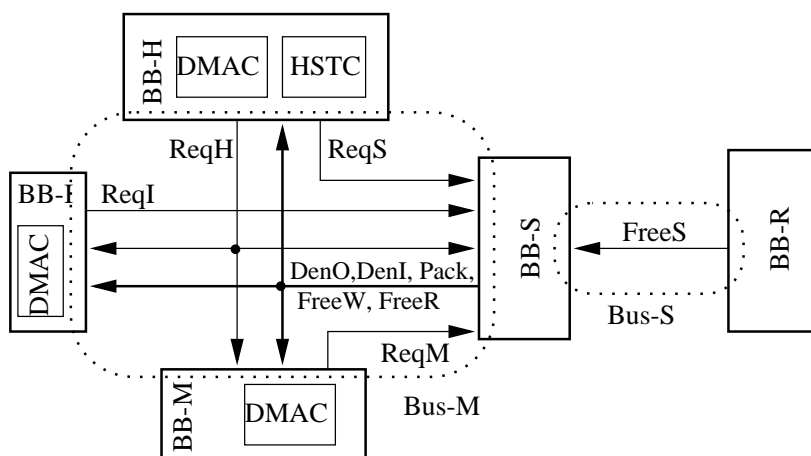 BB-H
DMAC
HSTC
ReqH
ReqS
BB-I
ReqI
DMAC
BB-S
FreeS
BB-R
DenO,DenI, Pack,
FreeW, FreeR
Bus-S
ReqM
BB-M
DMAC
Bus-M